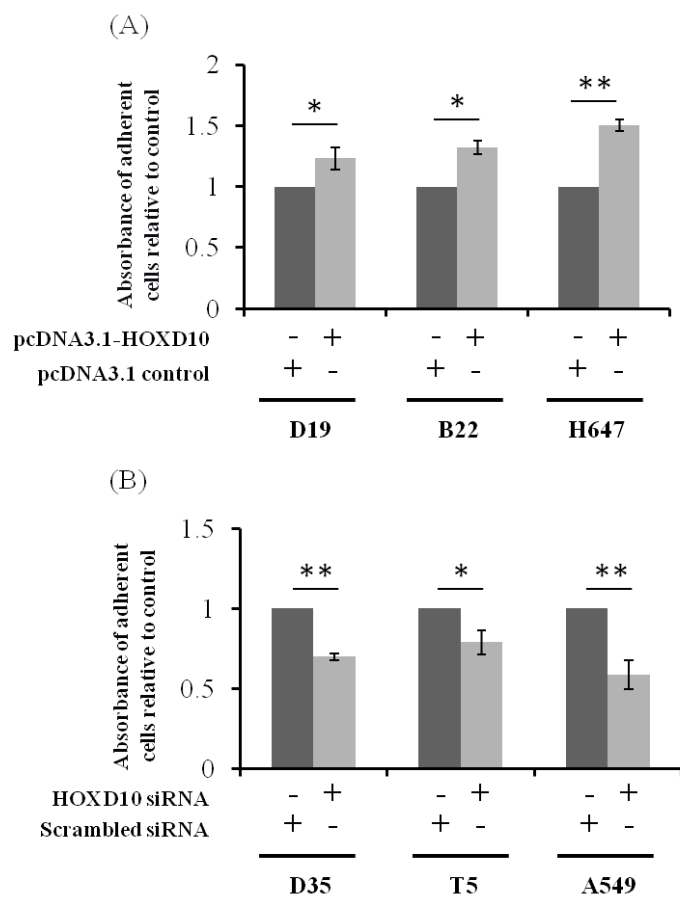 (A)
Absorbance of adherent
cells relative to control
2
1.5
1
0.5
0
* * **
pcDNA3.1-HOXD10 - + - + - +
pcDNA3.1 control + - + - + -
D19 B22 H647
(B)
Absorbance of adherent
cells relative to control
1.5
1
0.5
0
** * **
HOXD10 siRNA - + - + - +
Scrambled siRNA + - + - + -
D35 T5 A549